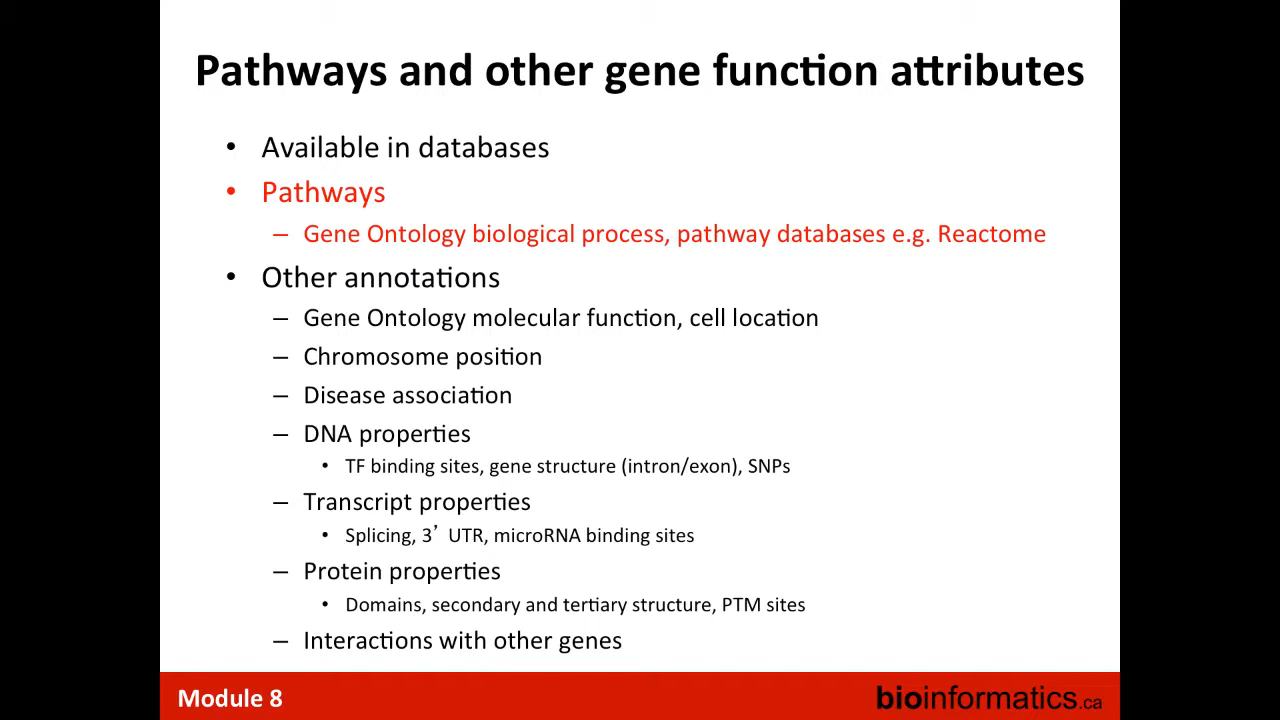 Pathways and other gene function attributes
• Available in databases
• Pathways
– Gene Ontology biological process, pathway databases e.g. Reactome
• Other annotations
– Gene Ontology molecular function, cell location
– Chromosome position
– Disease association
– DNA properties
• TF binding sites, gene structure (intron/exon), SNPs
– Transcript properties
• Splicing, 3’ UTR, microRNA binding sites
– Protein properties
• Domains, secondary and tertiary structure, PTM sites
– Interactions with other genes
Module 8
bioinformatics.ca